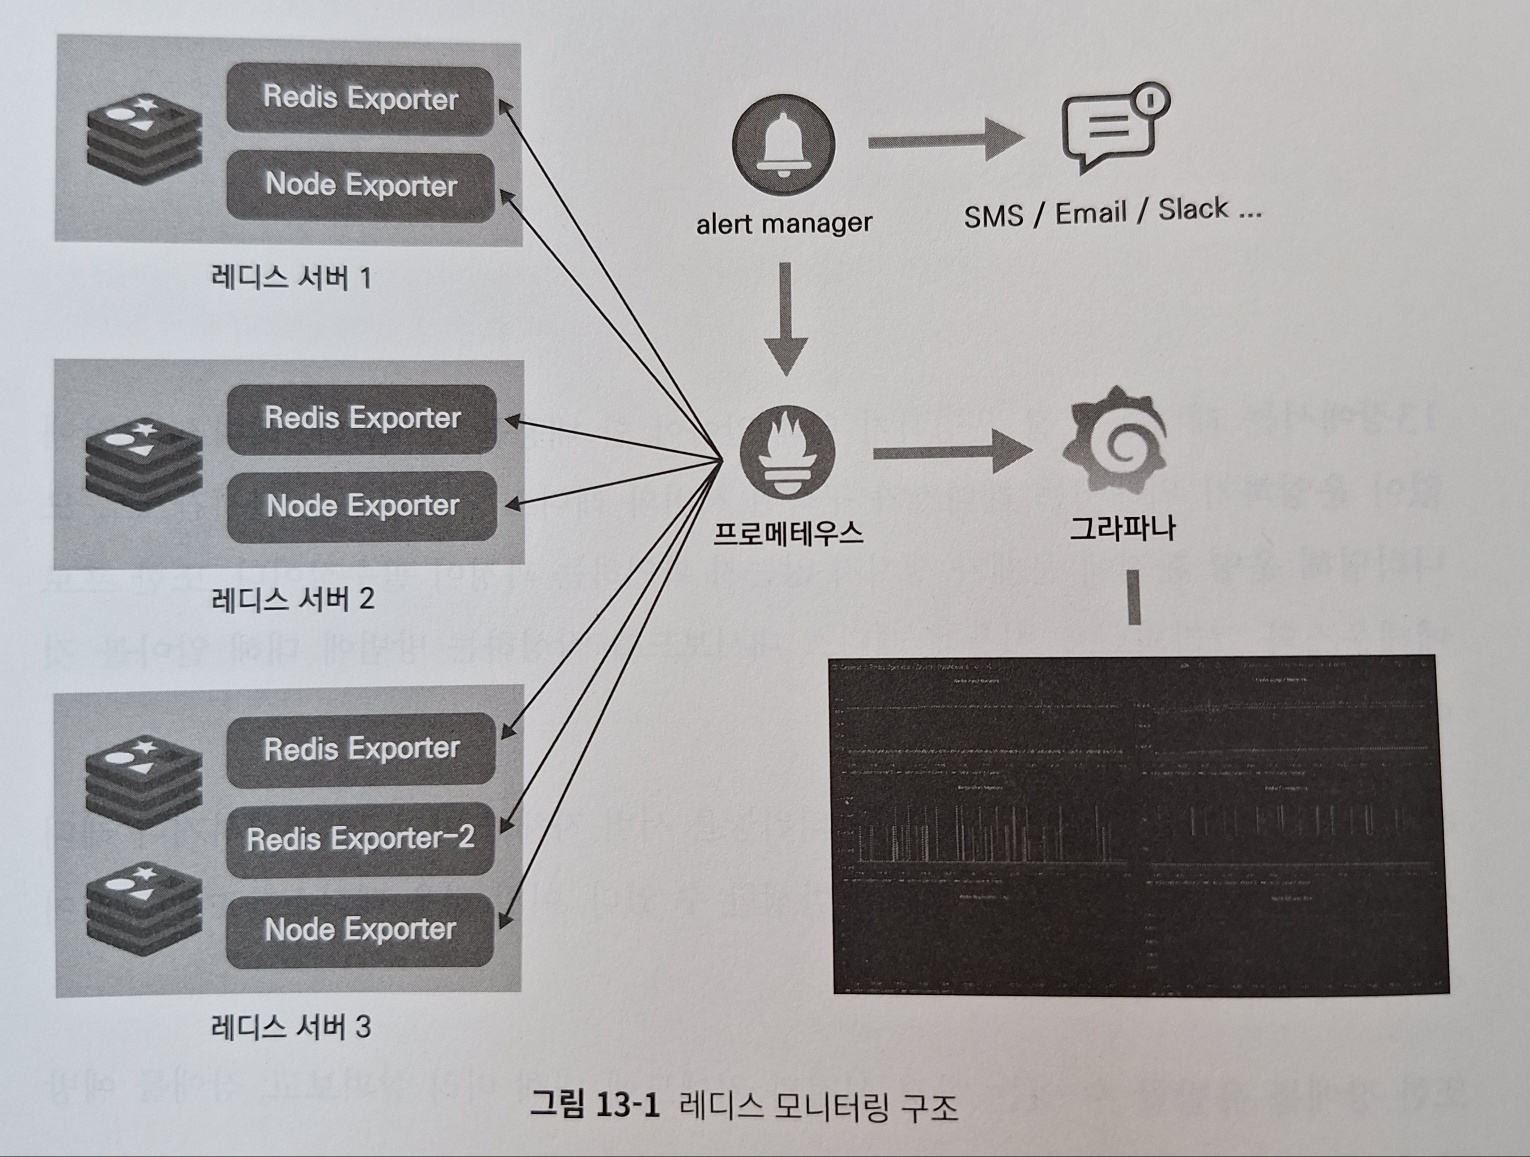 Redis Exporter
Node Exporter
레디스 서버 1
alert manager
SMS / Email / Slack ...
Redis Exporter
Node Exporter
레디스 서버 2
프로메테우스
그라파나
Redis Exporter
Redis Exporter-2
Node Exporter
레디스 서버 3
그림 13-1 레디스 모니터링 구조